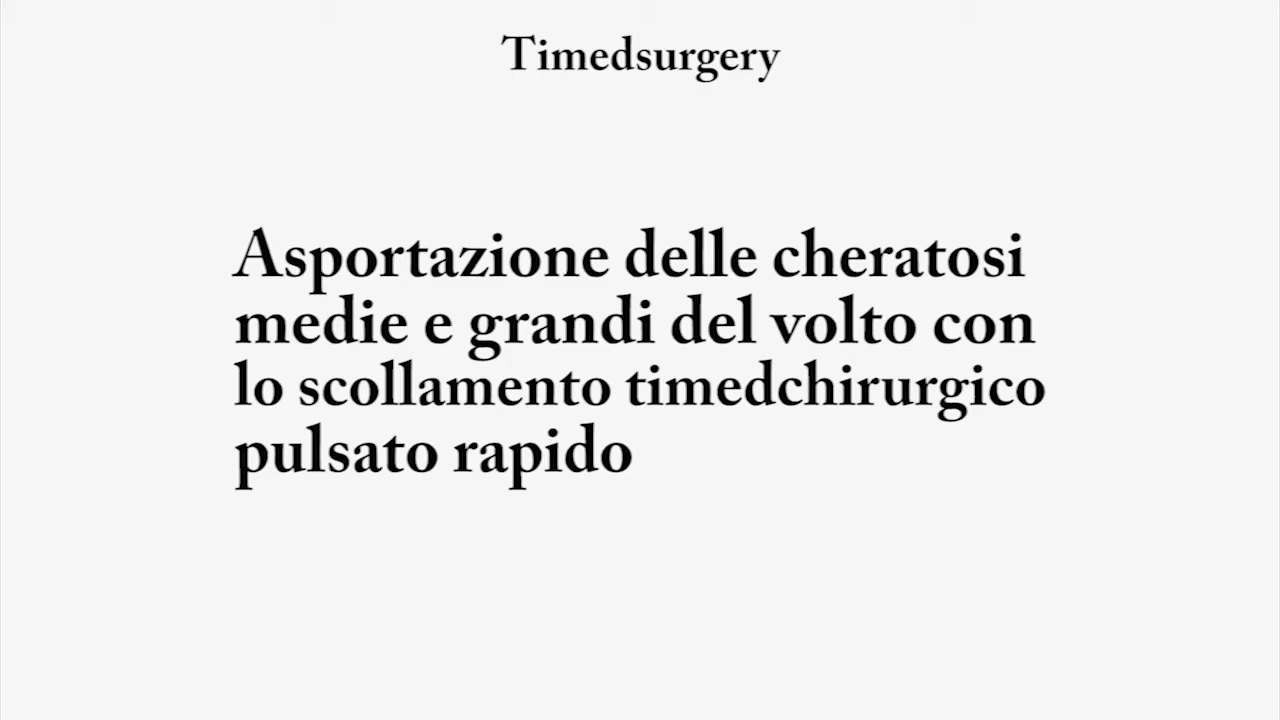 Timedsurgery
Asportazione delle cheratosi
medie e grandi del volto con
lo scollamento timedchirurgico
pulsato rapido